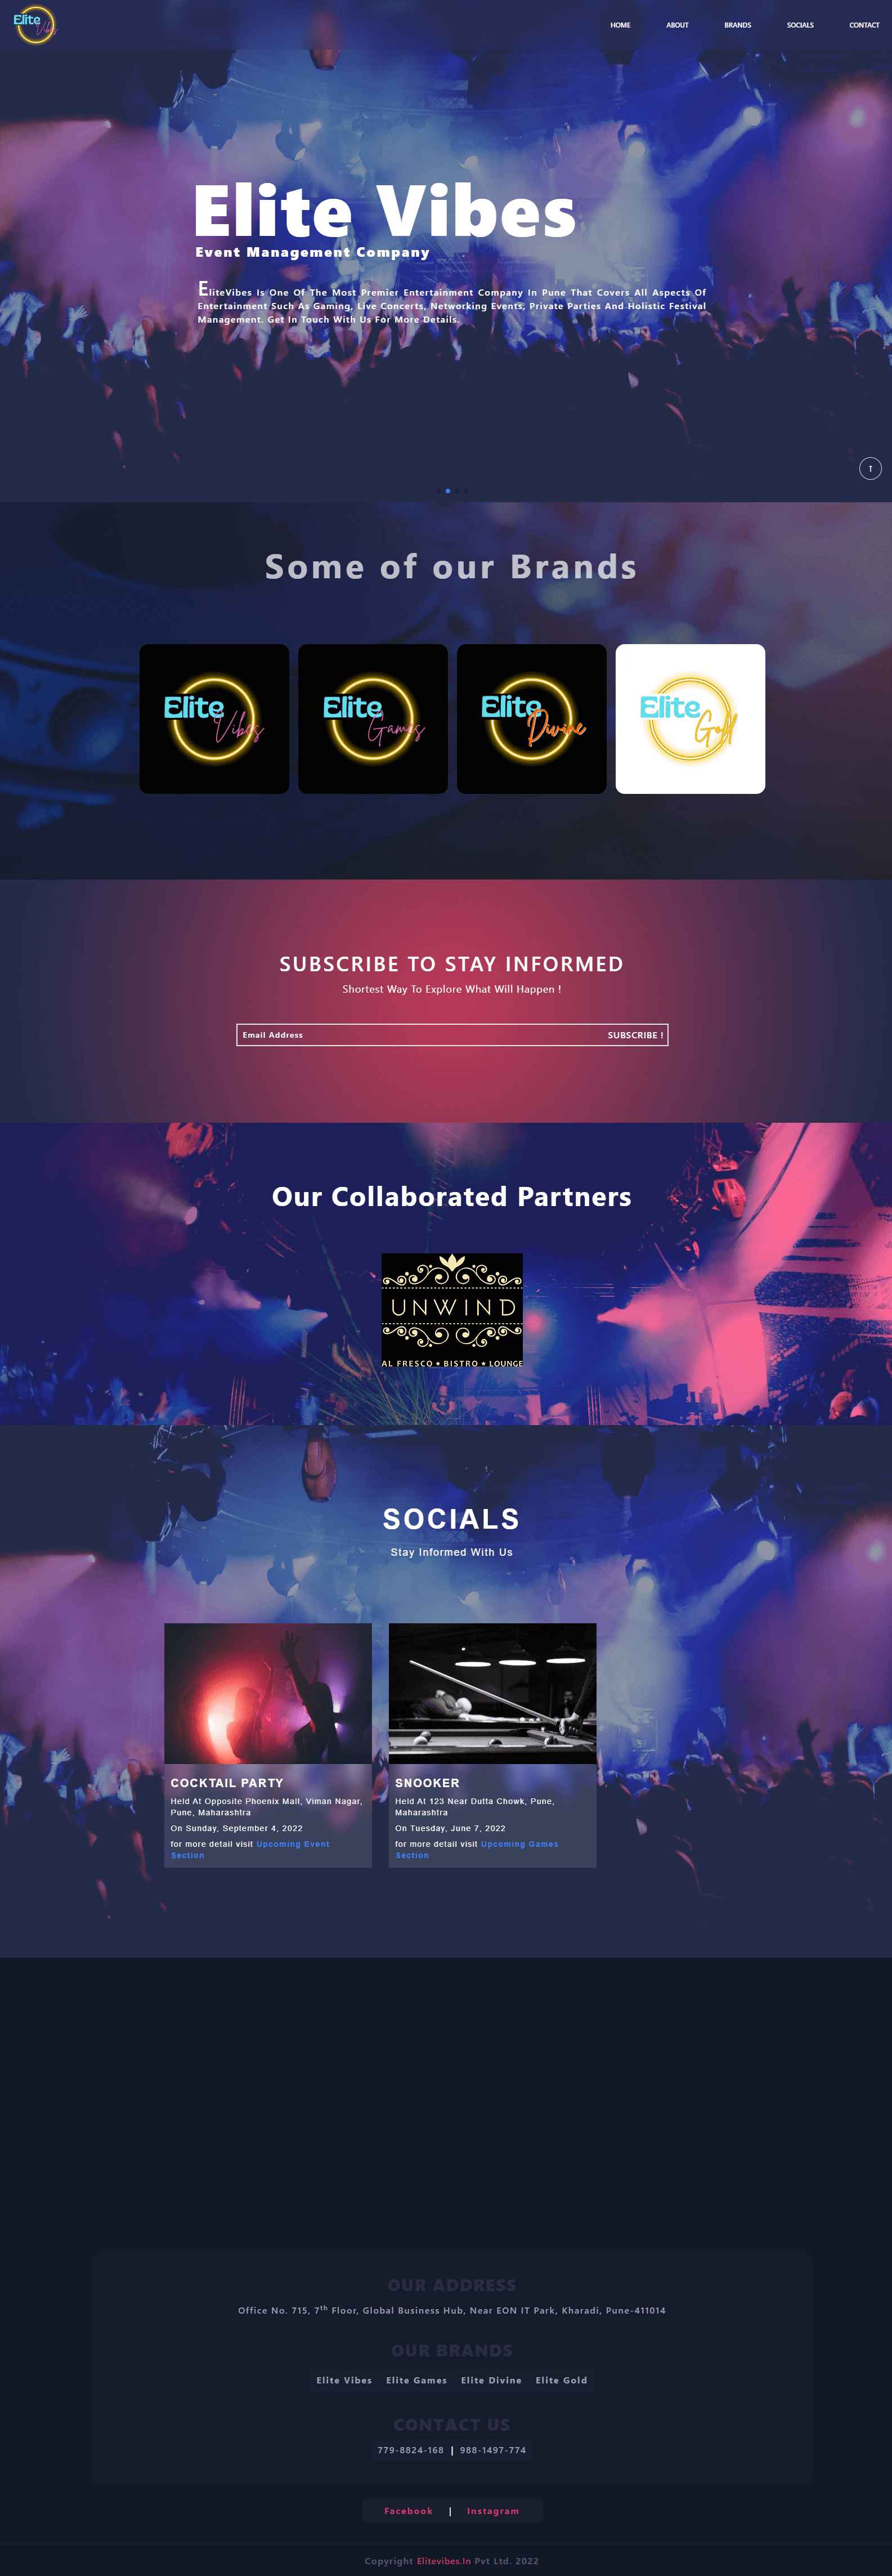 Elite
Vibes
HOME ABOUT BRANDS SOCIALS CONTACT
Elite Vibes
Event Management Company
EliteVibes Is One Of The Most Premier Entertainment Company In Pune That Covers All Aspects Of
Entertainment Such As Gaming, Live Concerts, Networking Events, Private Parties And Holistic Festival
Management. Get In Touch With Us For More Details.
Some of our Brands
Elite Vibes
Elite Games
Elite Divine
Elite Gold
SUBSCRIBE TO STAY INFORMED
Shortest Way To Explore What Will Happen !
Email Address SUBSCRIBE !
Our Collaborated Partners
UNWIND
AL FRESCO ★ BISTRO ★ LOUNGE
SOCIALS
Stay Informed With Us
COCKTAIL PARTY
Held At Opposite Phoenix Mall, Viman Nagar,
Pune, Maharashtra
On Sunday, September 4, 2022
for more detail visit Upcoming Event
Section
SNOOKER
Held At 123 Near Dutta Chowk, Pune,
Maharashtra
On Tuesday, June 7, 2022
for more detail visit Upcoming Games
Section
OUR ADDRESS
Office No. 715, 7th Floor, Global Business Hub, Near EON IT Park, Kharadi, Pune-411014
OUR BRANDS
Elite Vibes Elite Games Elite Divine Elite Gold
CONTACT US
779-8824-168 | 988-1497-774
Facebook | Instagram
Copyright Elitevibes.In Pvt Ltd. 2022